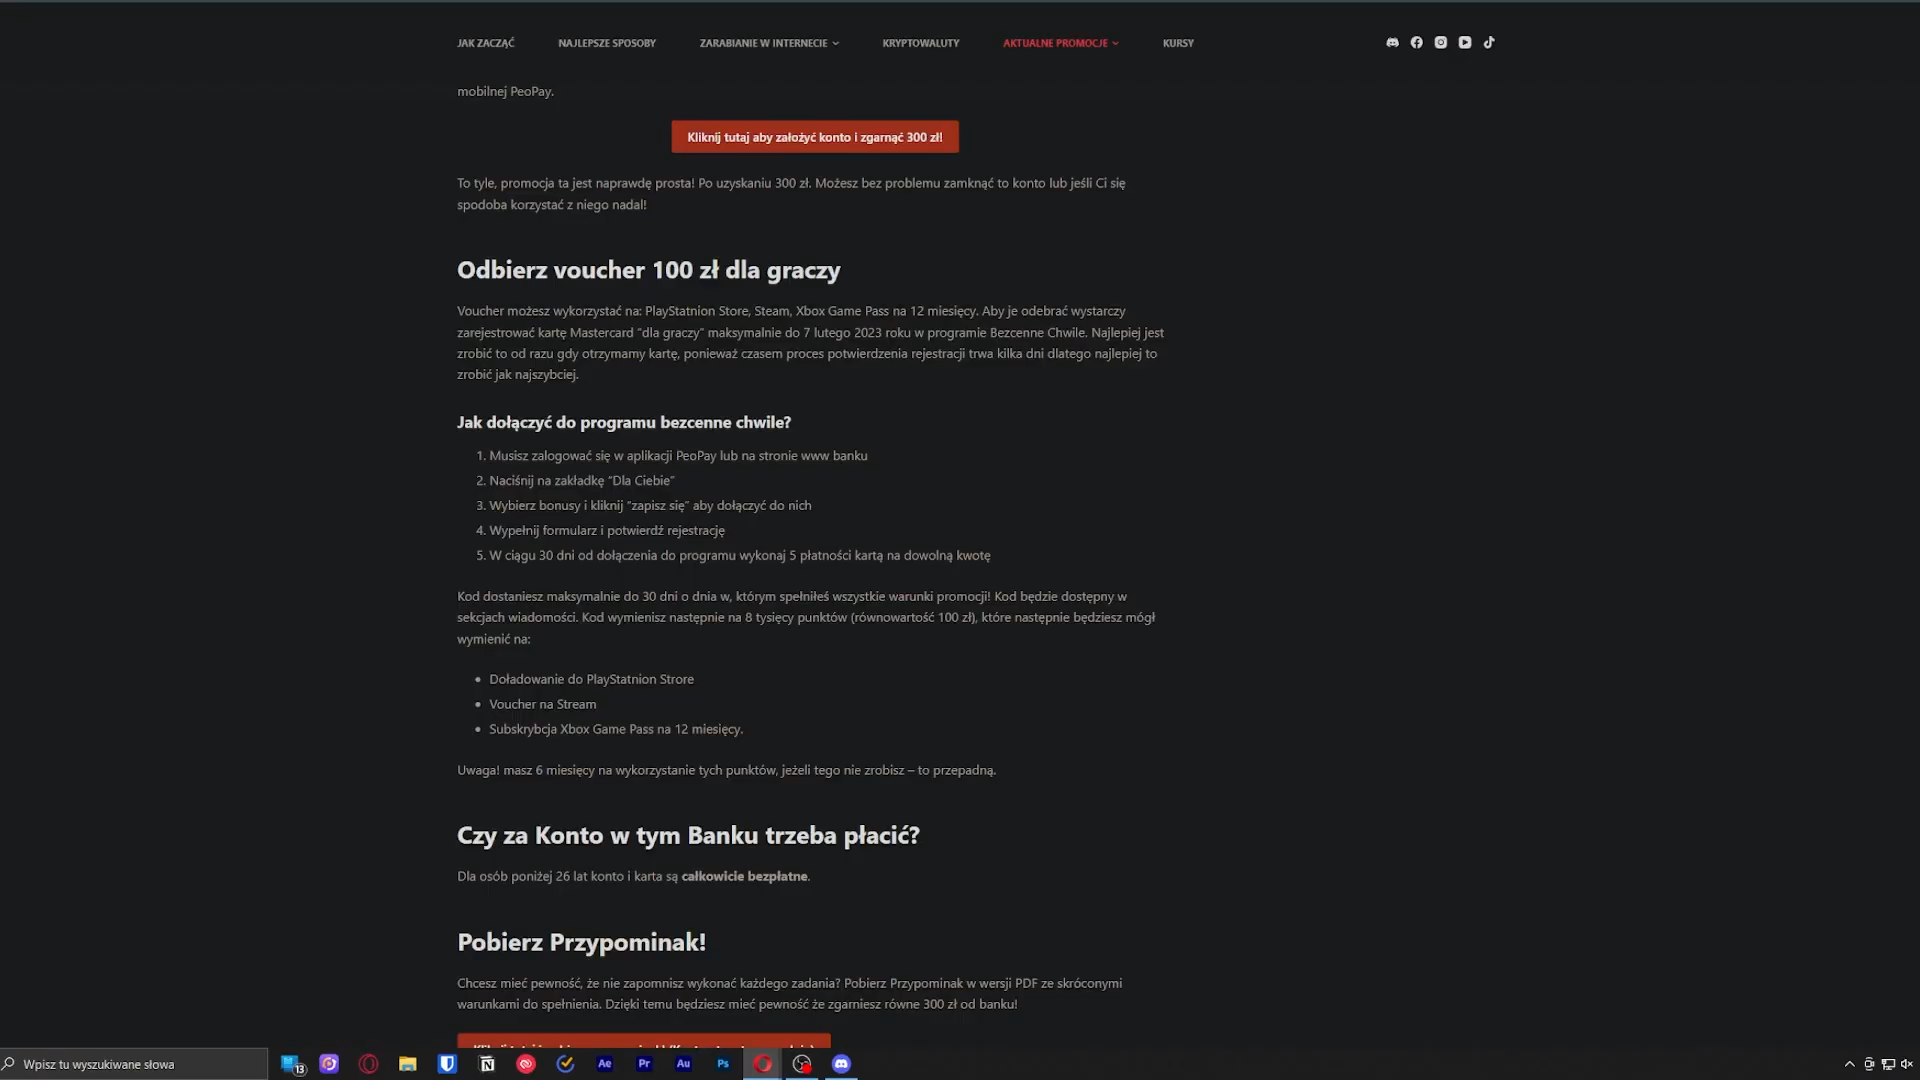 JAK ZACZĄĆ NAJLEPSZE SPOSOBY ZARABIANIE W INTERNECIE KRYPTOWALUTY AKTUALNE PROMOCJE KURSY
mobilnej PeoPay.
Kliknij tutaj aby założyć konto i zgarnąć 300 zł!
To tyle, promocja ta jest naprawdę prosta! Po uzyskaniu 300 zł. Możesz bez problemu zamknąć to konto lub jeśli Ci się
spodoba korzystać z niego nadal!
Odbierz voucher 100 zł dla graczy
Voucher możesz wykorzystać na: PlayStatnion Store, Steam, Xbox Game Pass na 12 miesięcy. Aby je odebrać wystarczy
zarejestrować kartę Mastercard "dla graczy" maksymalnie do 7 lutego 2023 roku w programie Bezcenne Chwile. Najlepiej jest
zrobić to od razu gdy otrzymamy kartę, ponieważ czasem proces potwierdzenia rejestracji trwa kilka dni dlatego najlepiej to
zrobić jak najszybciej.
Jak dołączyć do programu bezcenne chwile?
1. Musisz zalogować się w aplikacji PeoPay lub na stronie www banku
2. Naciśnij na zakładkę "Dla Ciebie"
3. Wybierz bonusy i kliknij "zapisz się" aby dołączyć do nich
4. Wypełnij formularz i potwierdź rejestrację
5. W ciągu 30 dni od dołączenia do programu wykonaj 5 płatności kartą na dowolną kwotę
Kod dostaniesz maksymalnie do 30 dni o dnia w, którym spełniłeś wszystkie warunki promocji! Kod będzie dostępny w
sekcjach wiadomości. Kod wymienisz następnie na 8 tysięcy punktów (równowartość 100 zł), które następnie będziesz mógł
wymienić na:
• Doładowanie do PlayStatnion Strore
• Voucher na Stream
• Subskrybcja Xbox Game Pass na 12 miesięcy.
Uwaga! masz 6 miesięcy na wykorzystanie tych punktów, jeżeli tego nie zrobisz – to przepadną.
Czy za Konto w tym Banku trzeba płacić?
Dla osób poniżej 26 lat konto i karta są całkowicie bezpłatne.
Pobierz Przypominak!
Chcesz mieć pewność, że nie zapomnisz wykonać każdego zadania? Pobierz Przypominak w wersji PDF ze skróconymi
warunkami do spełnienia. Dzięki temu będziesz mieć pewność że zgarniesz równe 300 zł od banku!
Wpisz tu wyszukiwane słowa 13 N Ae Pr Au Ps